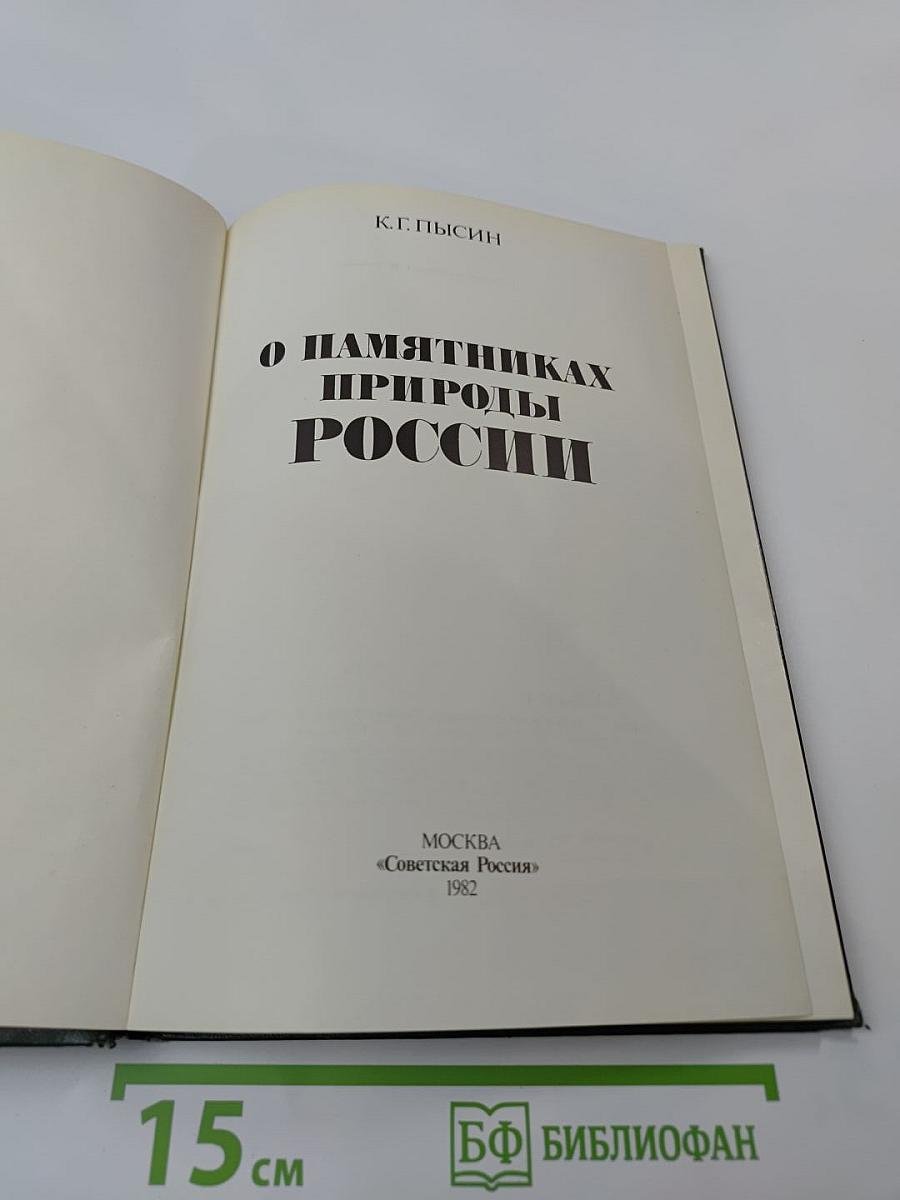 К. Г. ПЫСИН
О ПАМЯТНИКАХ
ПРИРОДЫ
РОССИИ
МОСКВА
«Советская Россия»
1982
15 см
БФ БИБЛИОФАН